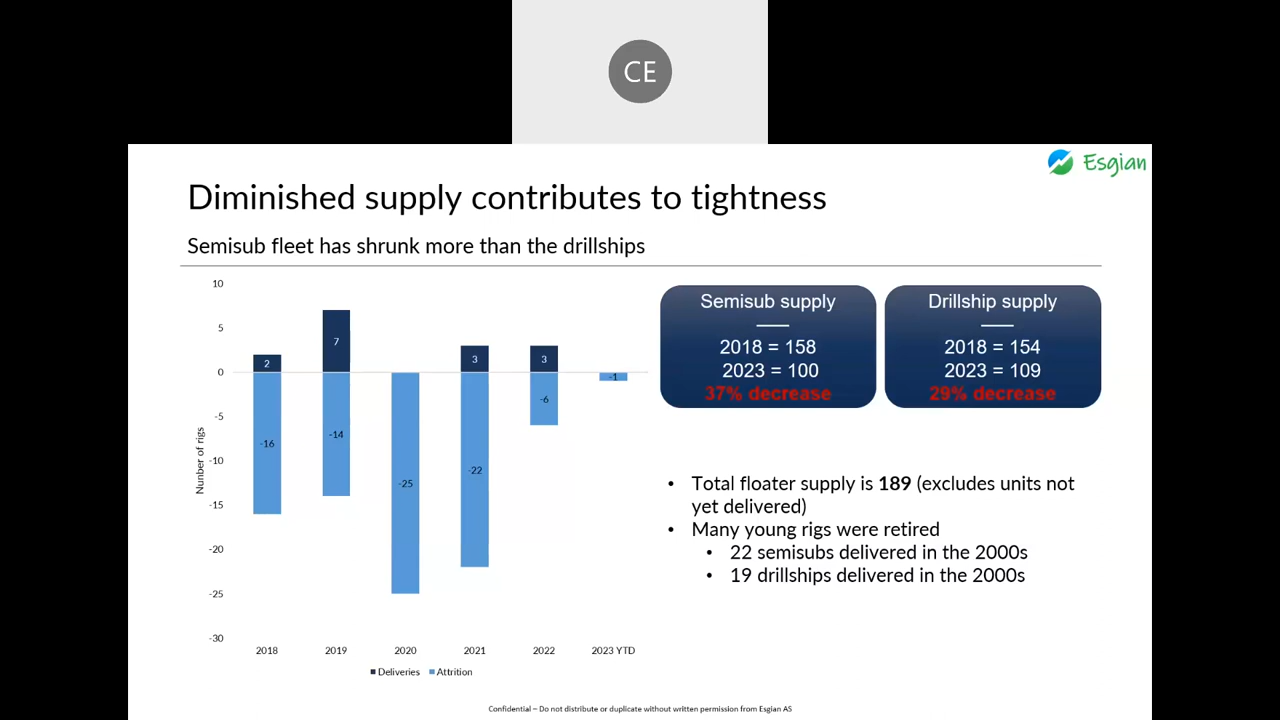 CE
Esgian
Diminished supply contributes to tightness
Semisub fleet has shrunk more than the drillships
10
5
0
-5
-10
-15
-20
-25
-30
Nunber of rigs
2
7
3
3
-1
-16
-14
-25
-22
-6
2018
2019
2020
2021
2022
2023 YTD
Deliveries
Attrition
Semisub supply
2018 = 158
2023 = 100
37% decrease
Drillship supply
2018 = 154
2023 = 109
29% decrease
• Total floater supply is 189 (excludes units not
yet delivered)
• Many young rigs were retired
• 22 semisubs delivered in the 2000s
• 19 drillships delivered in the 2000s
Confidential – Do not distribute or duplicate without written permission from Esgian AS